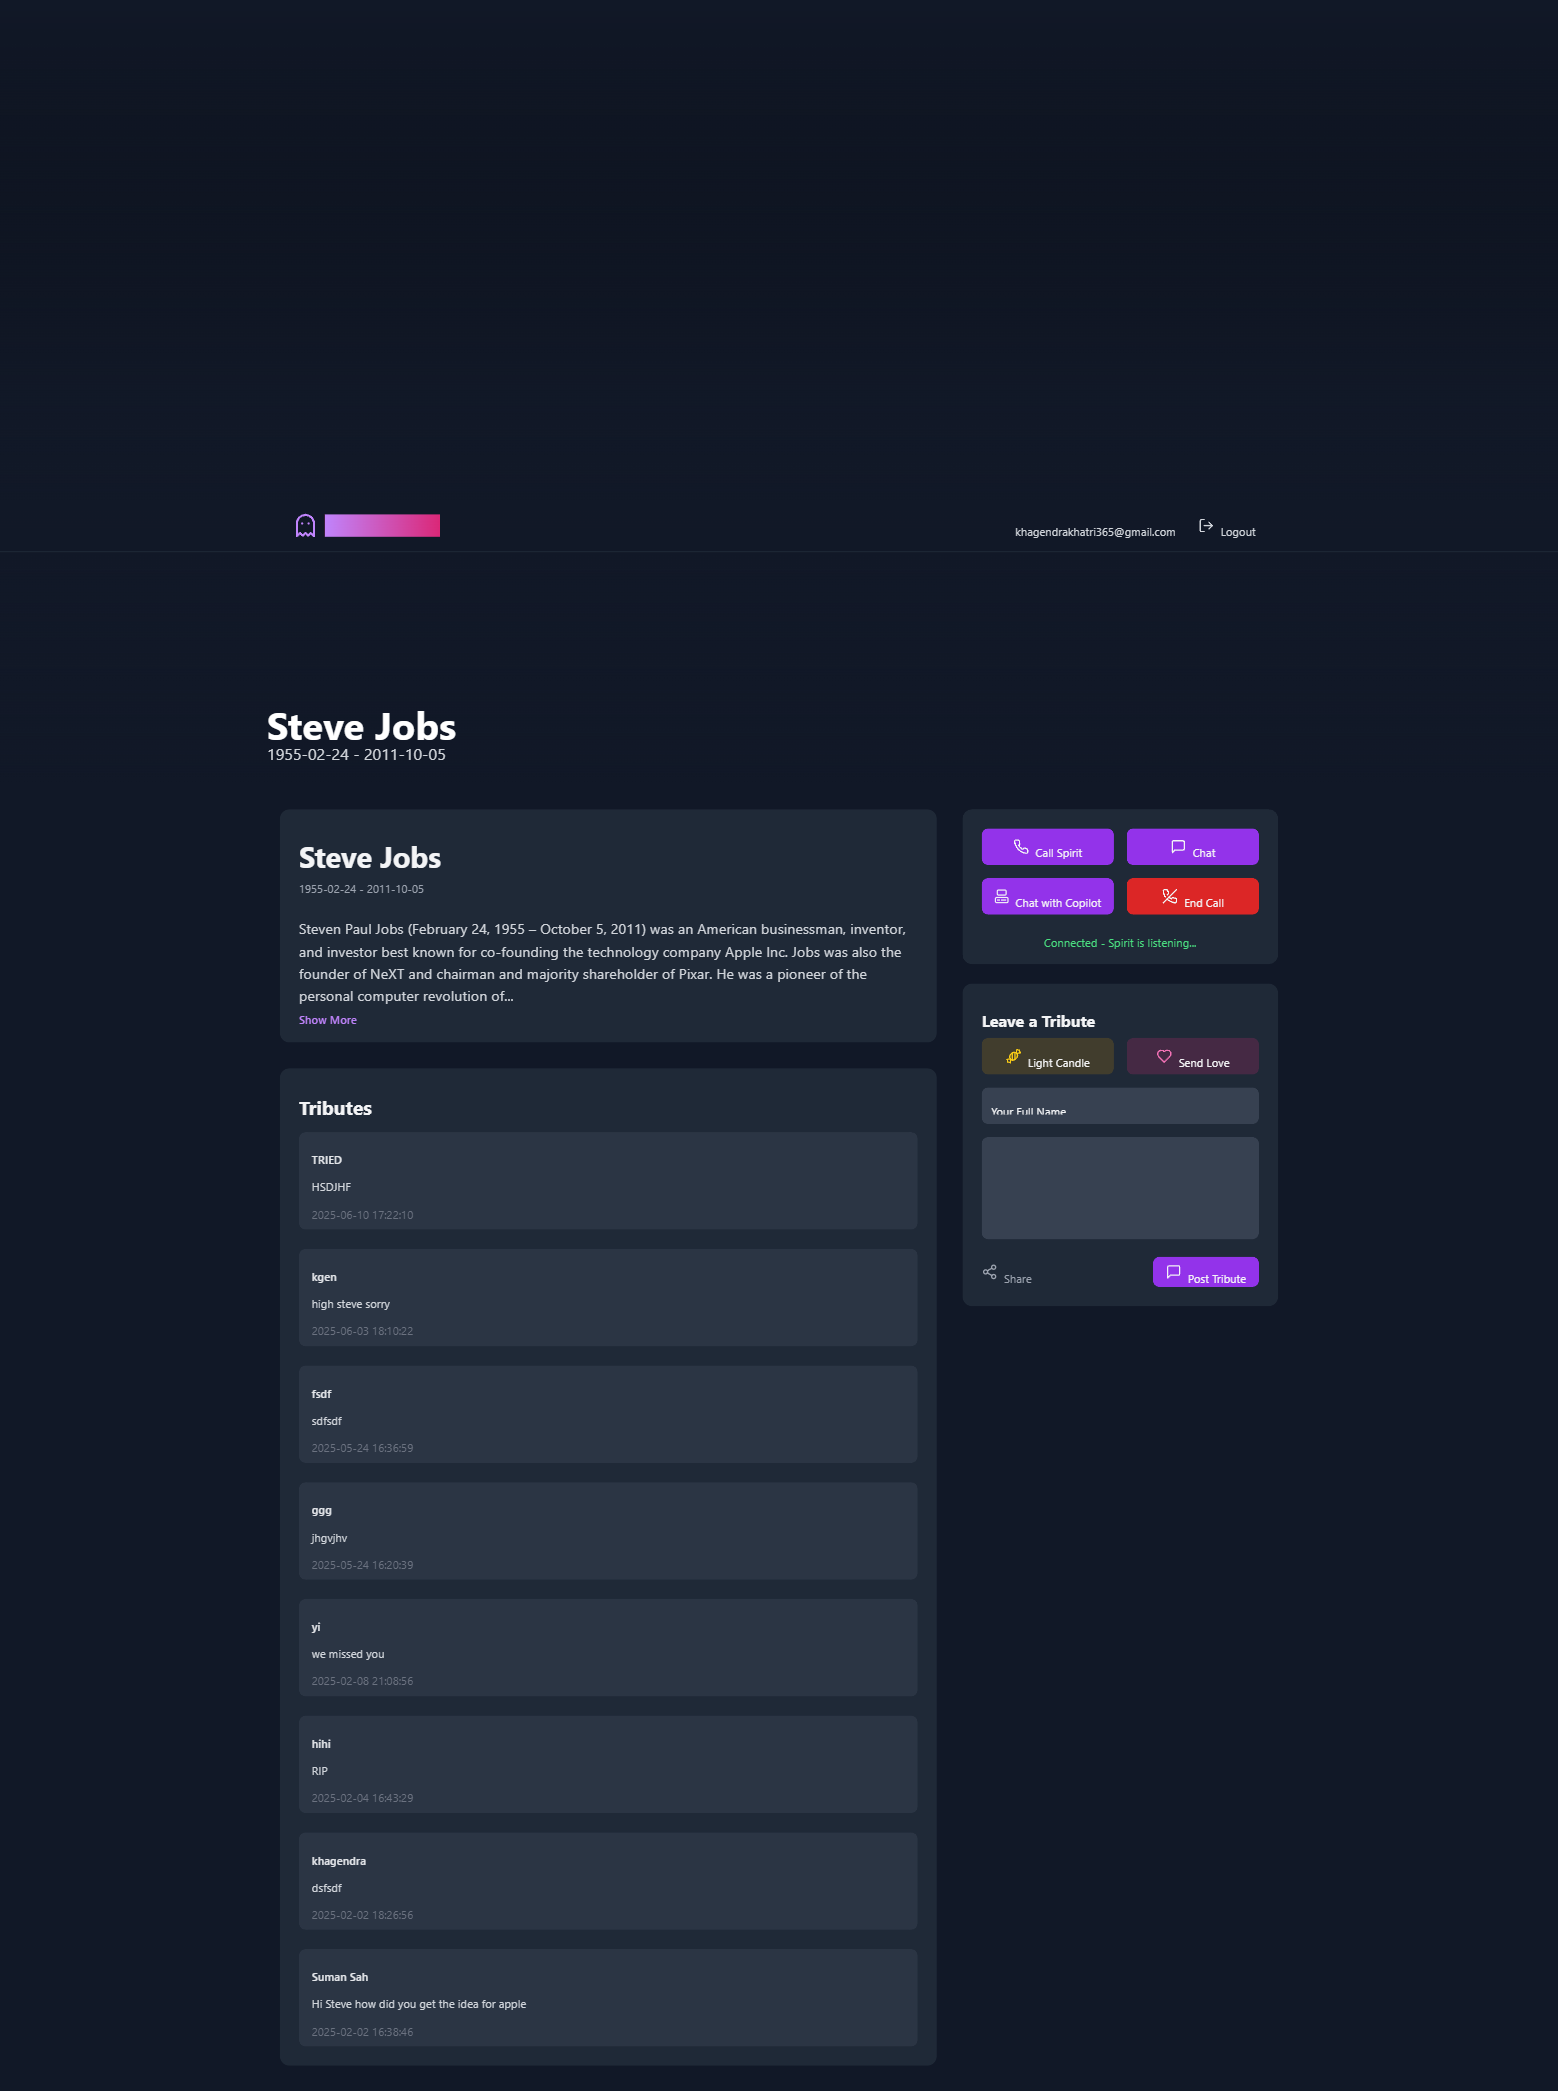 khagendrakhatri365@gmail.com
Logout
Steve Jobs
1955-02-24 - 2011-10-05
Steve Jobs
1955-02-24 - 2011-10-05
Steven Paul Jobs (February 24, 1955 – October 5, 2011) was an American businessman, inventor,
and investor best known for co-founding the technology company Apple Inc. Jobs was also the
founder of NeXT and chairman and majority shareholder of Pixar. He was a pioneer of the
personal computer revolution of...
Show More
Tributes
TRIED
HSDJHF
2025-06-10 17:22:10
kgen
high steve sorry
2025-06-03 18:10:22
fsdf
sdfsdf
2025-05-24 16:36:59
ggg
jhgvjhv
2025-05-24 16:20:39
yi
we missed you
2025-02-08 21:08:56
hihi
RIP
2025-02-04 16:43:29
khagendra
dsfsdf
2025-02-02 18:26:56
Suman Sah
Hi Steve how did you get the idea for apple
2025-02-02 16:38:46
Call Spirit
Chat
Chat with Copilot
End Call
Connected - Spirit is listening...
Leave a Tribute
Light Candle
Send Love
Your Full Name
Share
Post Tribute